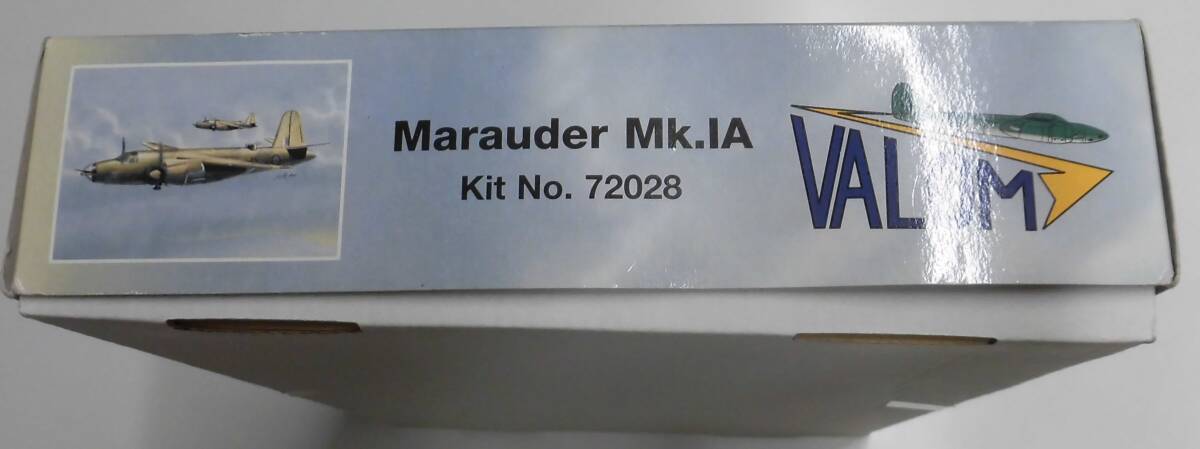 Marauder Mk.IA
Kit No. 72028
VALOM